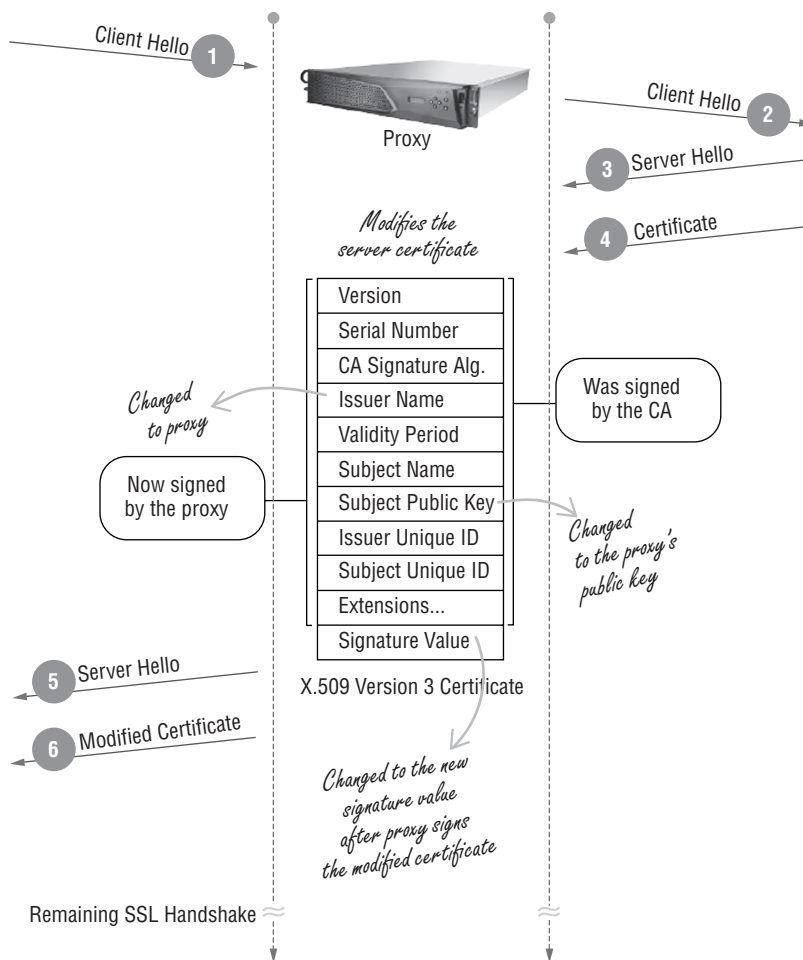 Client Hello
1
Proxy
Client Hello
2
3
Server Hello
4
Certificate
Modifies the
server certificate
Version
Serial Number
CA Signature Alg.
Issuer Name
Validity Period
Subject Name
Subject Public Key
Issuer Unique ID
Subject Unique ID
Extensions...
Signature Value
X.509 Version 3 Certificate
Changed
to proxy
Now signed
by the proxy
Was signed
by the CA
Changed
to the proxy's
public key
5
Server Hello
6
Modified Certificate
Changed to the new
signature value
after proxy signs
the modified certificate
Remaining SSL Handshake